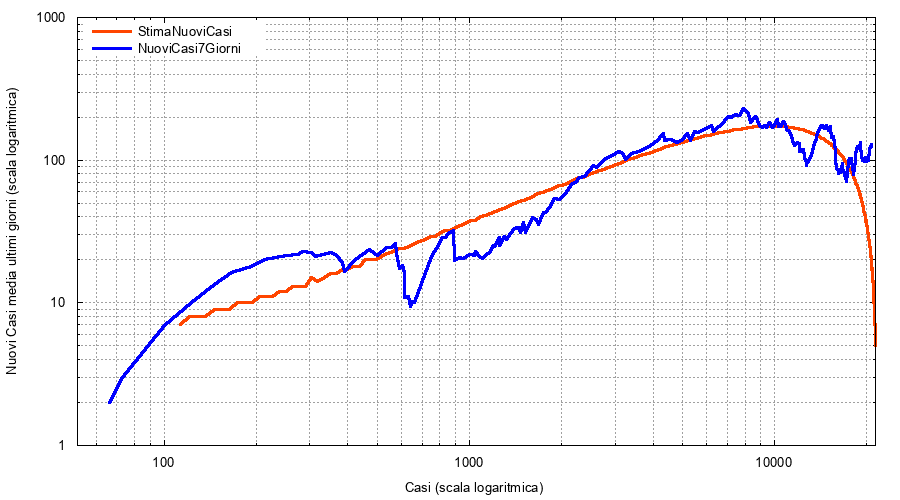 1000
StimaNuoviCasi
NuoviCasi7Giorni
100
10
1
Nuovi Casi media ultimi giorni (scala logaritmica)
100
1000
10000
Casi (scala logaritmica)